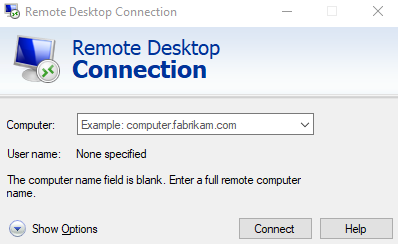 Remote Desktop Connection
Remote Desktop
Connection
Computer: Example: computer.fabrikam.com
User name: None specified
The computer name field is blank. Enter a full remote computer
name.
Show Options Connect Help